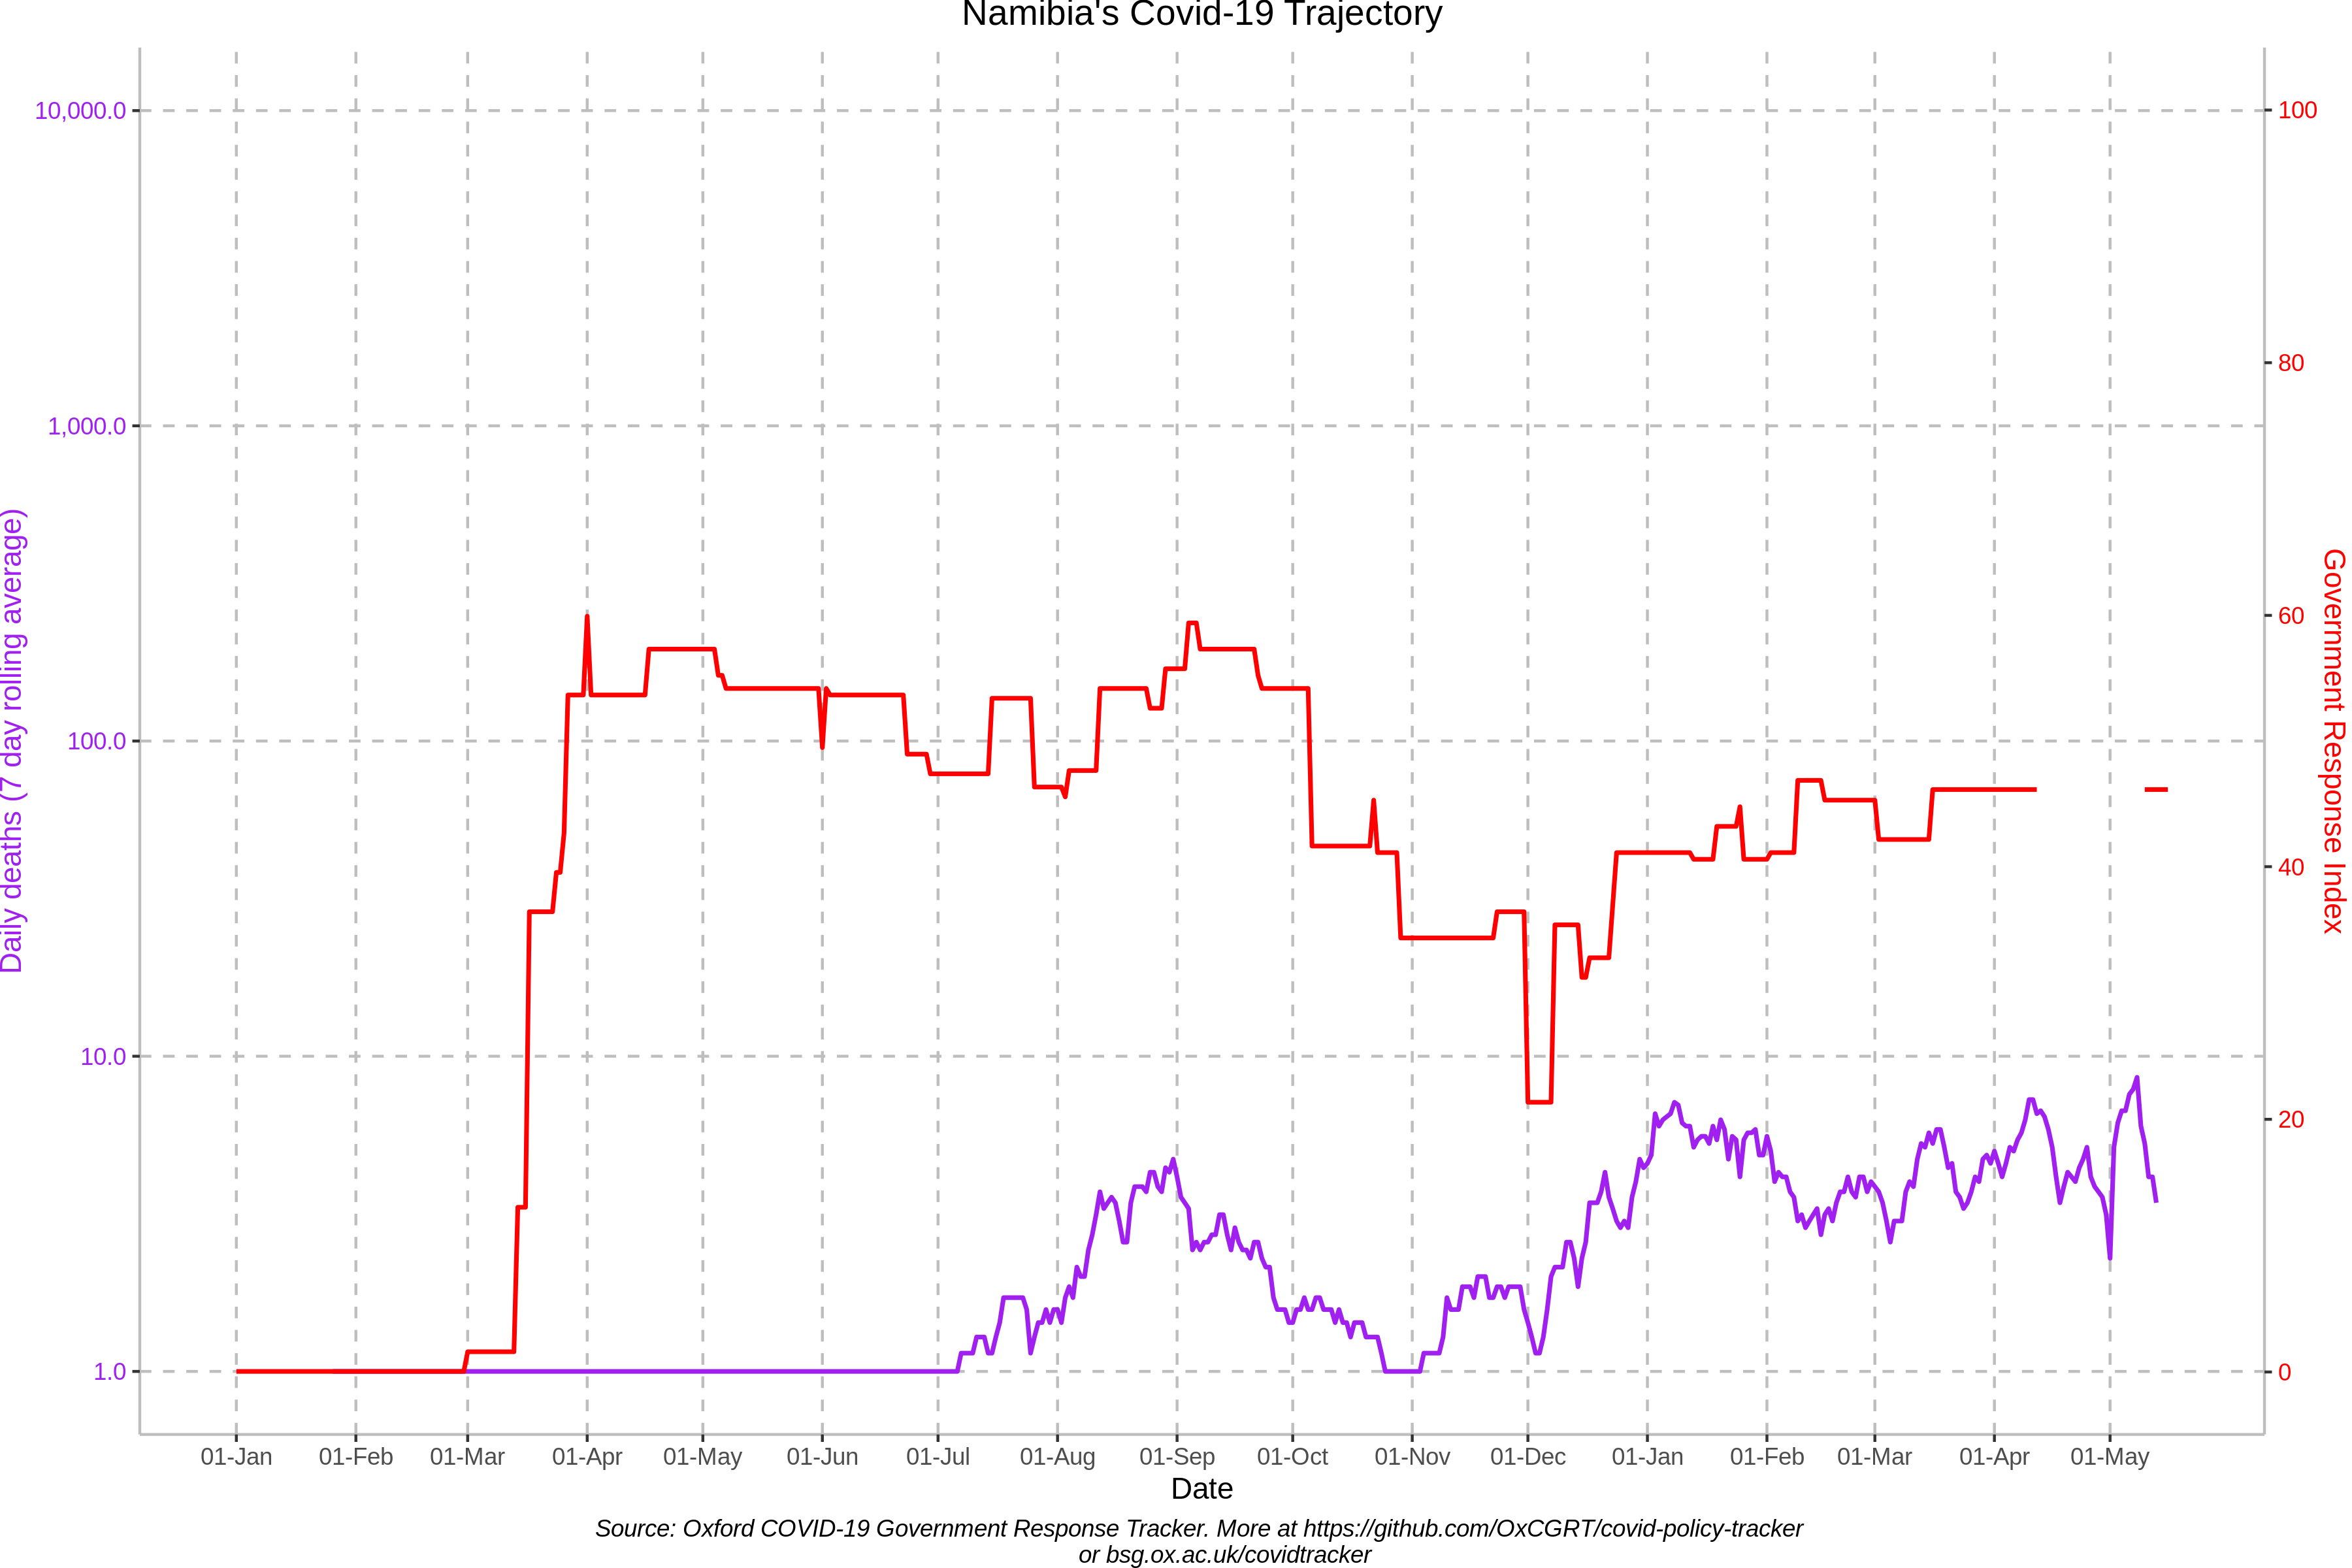 Namibia's Covid-19 Trajectory
10,000.0
1,000.0
100.0
10.0
1.0
Daily deaths (7 day rolling average)
100
80
60
40
20
0
Government Response Index
01-Jan 01-Feb 01-Mar 01-Apr 01-May 01-Jun 01-Jul 01-Aug 01-Sep 01-Oct 01-Nov 01-Dec 01-Jan 01-Feb 01-Mar 01-Apr 01-May
Date
Source: Oxford COVID-19 Government Response Tracker. More at https://github.com/OxCGRT/covid-policy-tracker
or bsg.ox.ac.uk/covidtracker